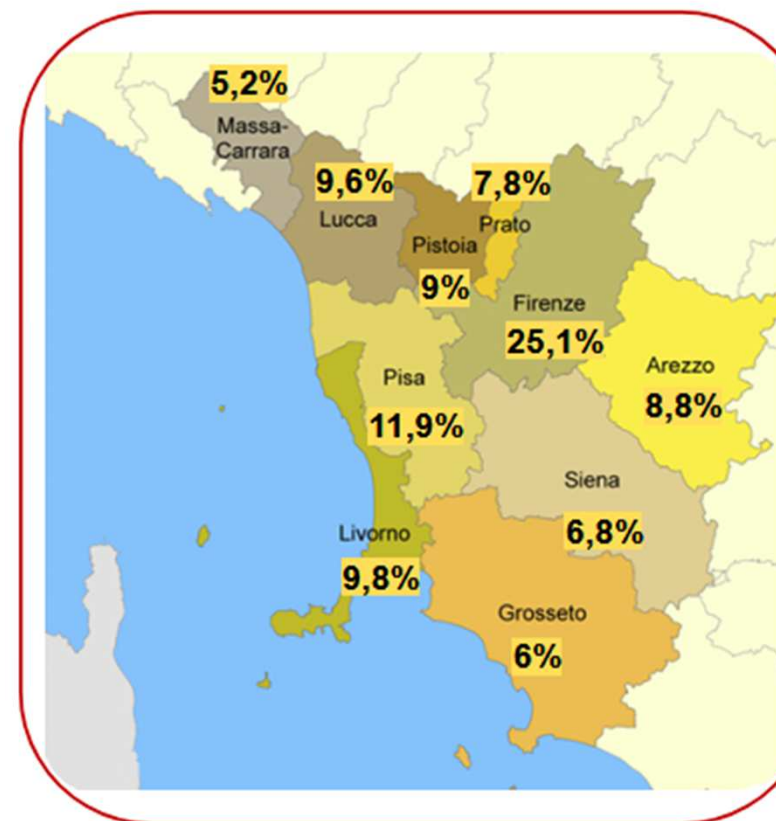 5,2%
Massa-
Carrara
9,6%
Lucca
7,8%
Prato
Pistoia
9%
Firenze
25,1%
Arezzo
8,8%
Pisa
11,9%
Siena
6,8%
Livorno
9,8%
Grosseto
6%